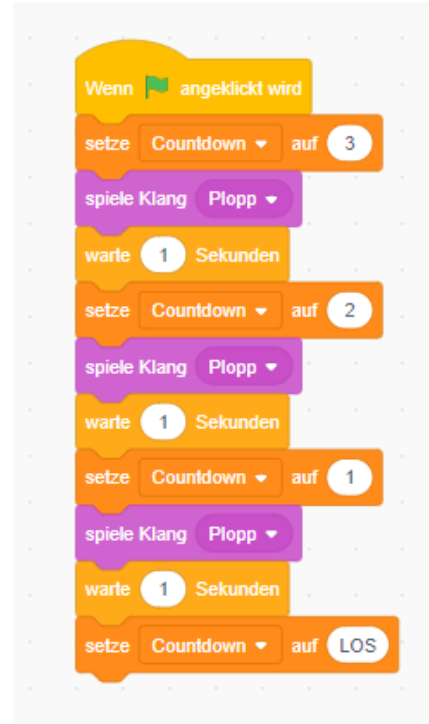 Wenn angeklickt wird
setze Countdown auf 3
spiele Klang Plopp
warte 1 Sekunden
setze Countdown auf 2
spiele Klang Plopp
warte 1 Sekunden
setze Countdown auf 1
spiele Klang Plopp
warte 1 Sekunden
setze Countdown auf LOS